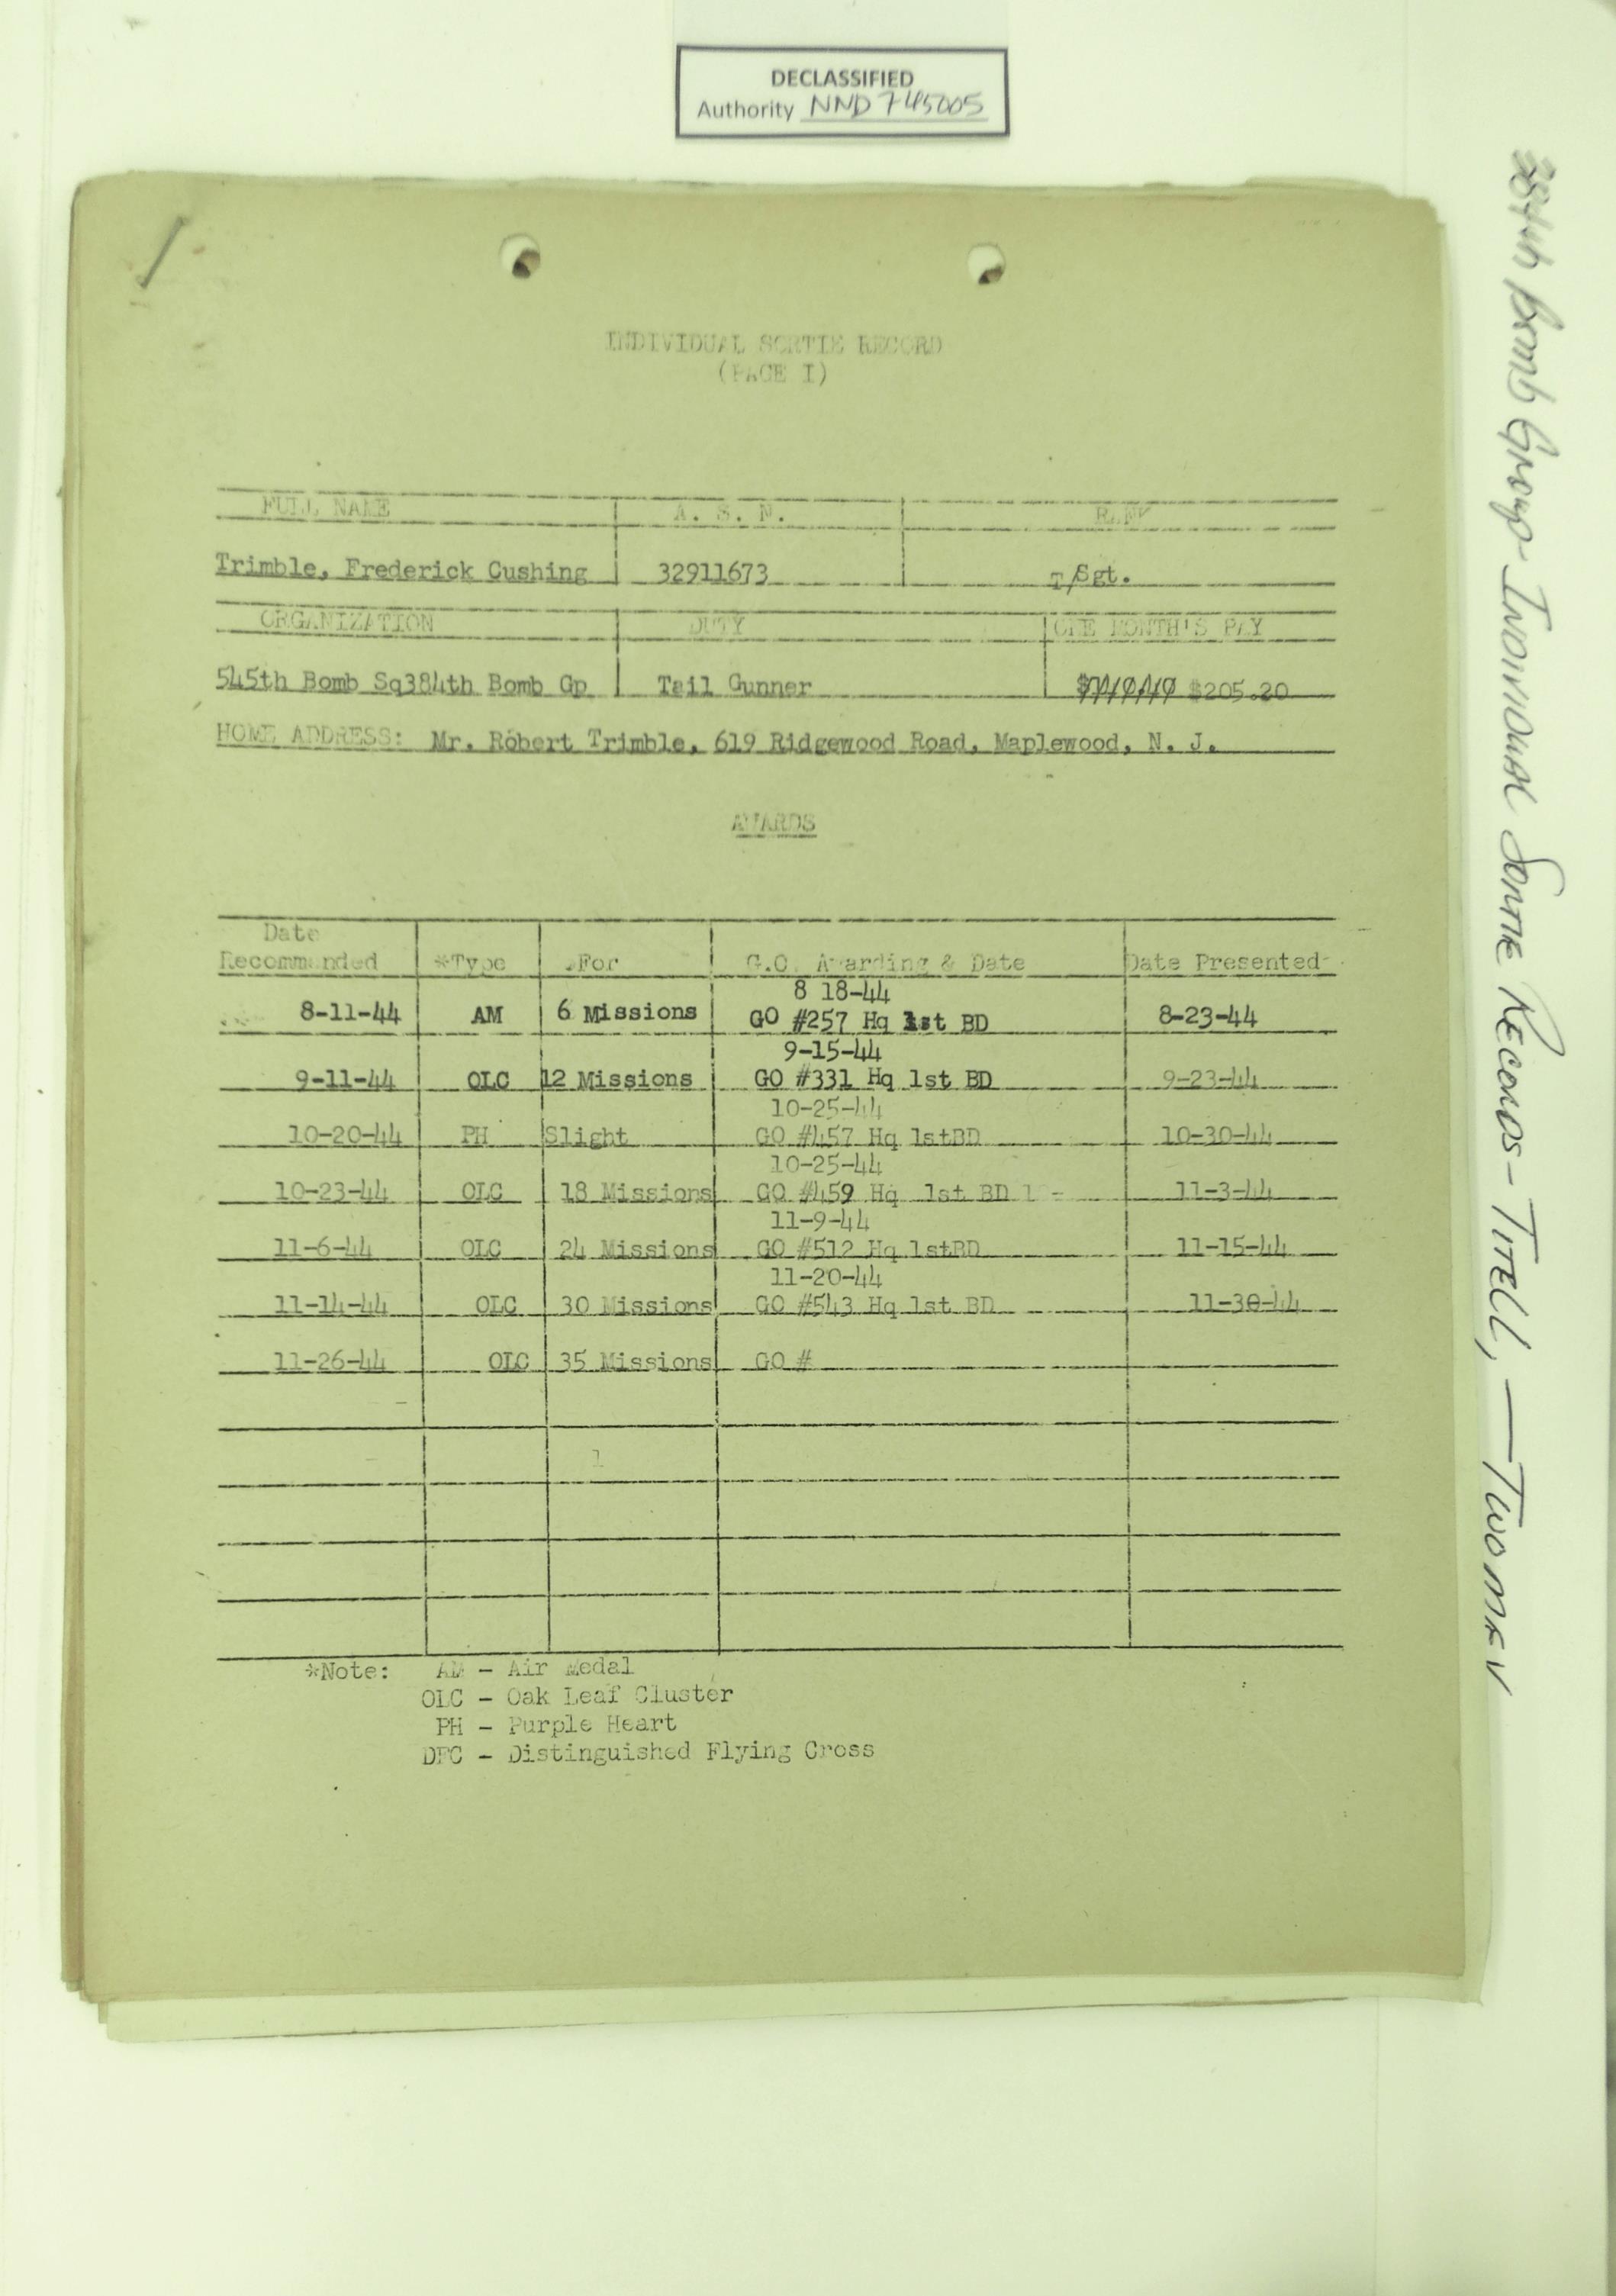 DECLASSIFIED
Authority NND 745005
384th Bomb Group - Individual Sortie Records - Titell, — Twomey
INDIVIDUAL SORTIE RECORD
(PAGE I)
FULL NAME A. S. N. RANK
Trimble, Frederick Cushing 32911673 T/Sgt.
ORGANIZATION DUTY ONE MONTH'S PAY
545th Bomb Sq384th Bomb Gp Tail Gunner $205.20
HOME ADDRESS: Mr. Robert Trimble, 619 Ridgewood Road, Maplewood, N. J.
AWARDS
Date
Recommended *Type For G.O. Awarding & Date Date Presented
8 18-44
8-11-44 AM 6 Missions GO #257 Hq 1st BD 8-23-44
9-15-44
9-11-44 OLC 12 Missions GO #331 Hq 1st BD 9-23-44
10-25-44
10-20-44 PH Slight GO #457 Hq 1stBD 10-30-44
10-25-44
10-23-44 OLC 18 Missions GO #459 Hq 1st BD 11-3-44
11-9-44
11-6-44 OLC 24 Missions GO #512 Hq 1stBD 11-15-44
11-20-44
11-14-44 OLC 30 Missions GO #543 Hq 1st BD 11-30-44
11-26-44 OLC 35 Missions GO #
*Note: AM - Air Medal
OLC - Oak Leaf Cluster
PH - Purple Heart
DFC - Distinguished Flying Cross